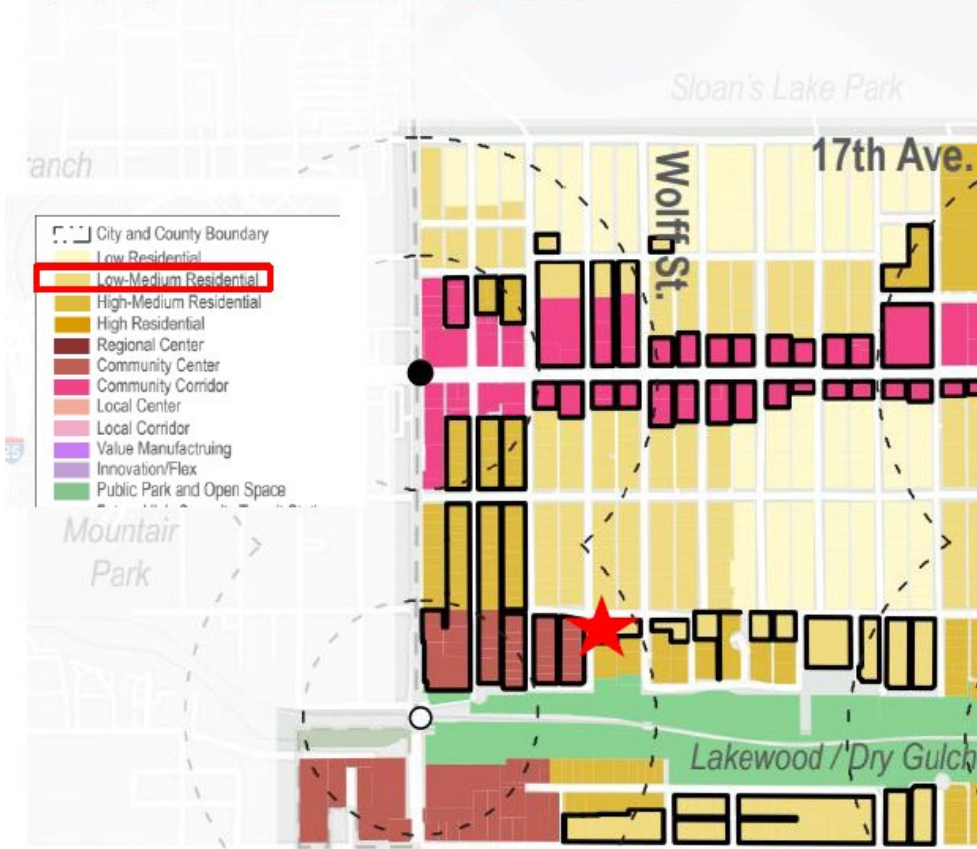 Sloan's Lake Park
17th Ave.
ranch
Wolff St.
City and County Boundary
Low Residential
Low-Medium Residential
High-Medium Residential
High Residential
Regional Center
Community Center
Community Corridor
Local Center
Local Corridor
Value Manufactruing
Innovation/Flex
Public Park and Open Space
25
Mountair
Park
Lakewood / Dry Gulch